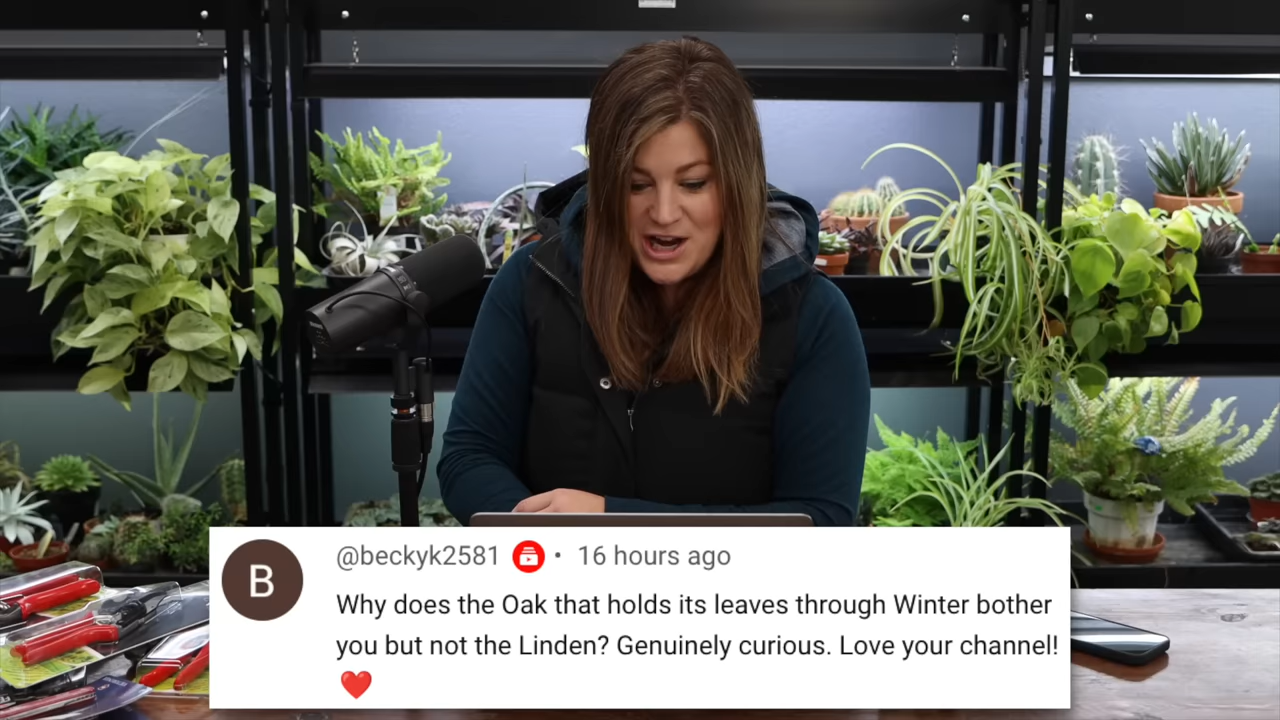 B
@beckyk2581 • 16 hours ago
Why does the Oak that holds its leaves through Winter bother
you but not the Linden? Genuinely curious. Love your channel!
❤️